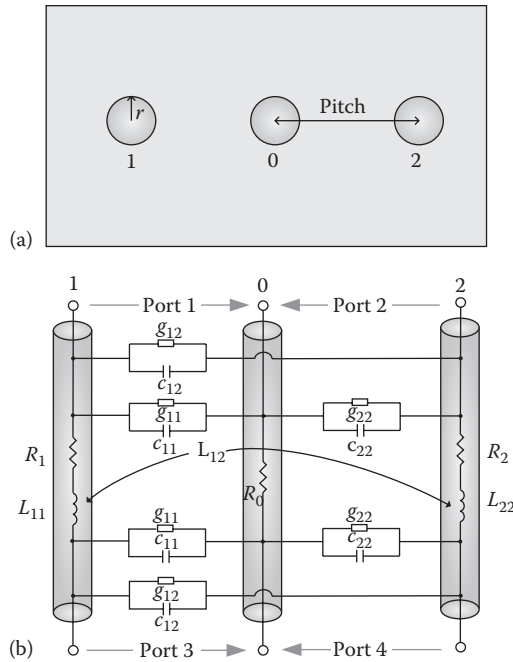 r
Pitch
1 0 2
(a)
1 0 2
Port 1 Port 2
g12
c12
g11 g22
c11 c22
R1 L12 R2
R0
L11 L22
g11 g22
c11 c22
g12
c12
(b)
Port 3 Port 4